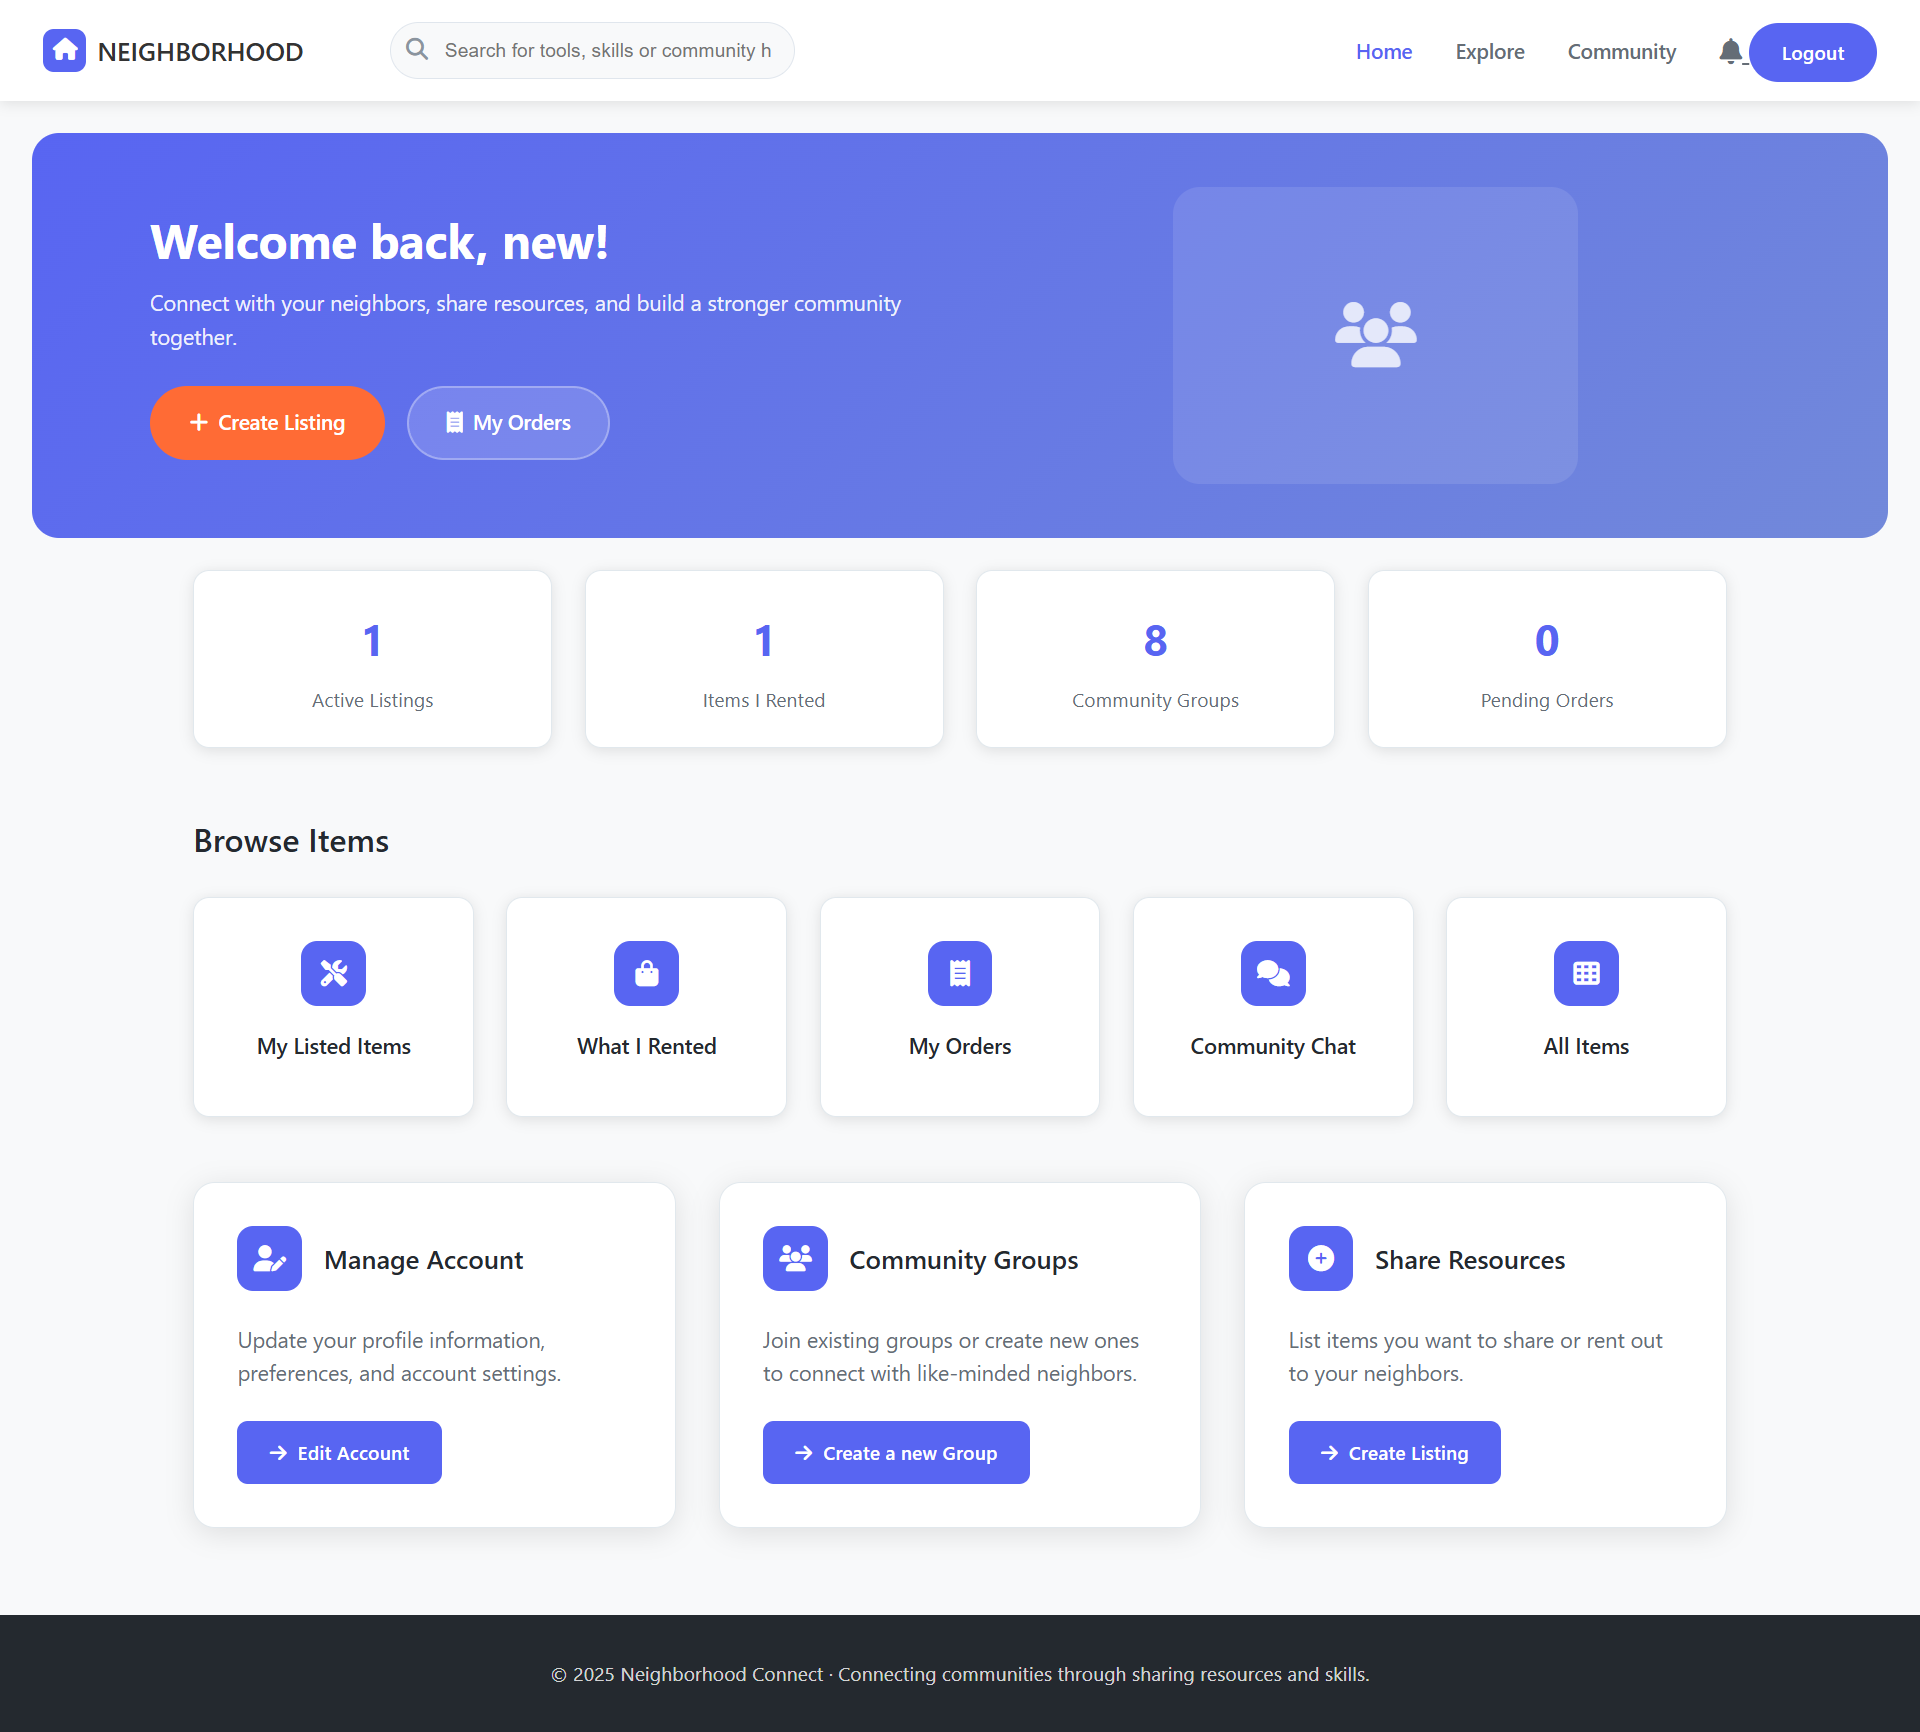 NEIGHBORHOOD
Search for tools, skills or community h
Home
Explore
Community
Logout
Welcome back, new!
Connect with your neighbors, share resources, and build a stronger community
together.
Create Listing
My Orders
1
Active Listings
1
Items I Rented
8
Community Groups
0
Pending Orders
Browse Items
My Listed Items
What I Rented
My Orders
Community Chat
All Items
Manage Account
Update your profile information,
preferences, and account settings.
Edit Account
Community Groups
Join existing groups or create new ones
to connect with like-minded neighbors.
Create a new Group
Share Resources
List items you want to share or rent out
to your neighbors.
Create Listing
© 2025 Neighborhood Connect · Connecting communities through sharing resources and skills.